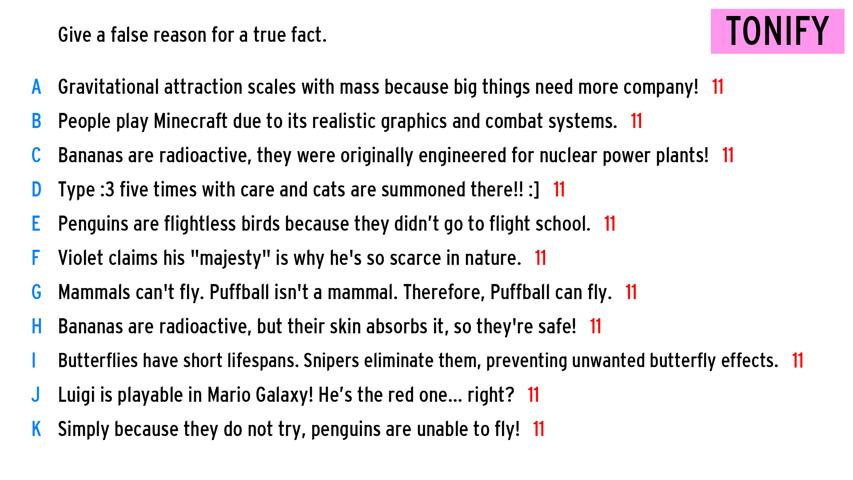 Give a false reason for a true fact.
TONIFY
A Gravitational attraction scales with mass because big things need more company! 11
B People play Minecraft due to its realistic graphics and combat systems. 11
C Bananas are radioactive, they were originally engineered for nuclear power plants! 11
D Type :3 five times with care and cats are summoned there!! :] 11
E Penguins are flightless birds because they didn’t go to flight school. 11
F Violet claims his "majesty" is why he's so scarce in nature. 11
G Mammals can't fly. Puffball isn't a mammal. Therefore, Puffball can fly. 11
H Bananas are radioactive, but their skin absorbs it, so they're safe! 11
I Butterflies have short lifespans. Snipers eliminate them, preventing unwanted butterfly effects. 11
J Luigi is playable in Mario Galaxy! He’s the red one... right? 11
K Simply because they do not try, penguins are unable to fly! 11